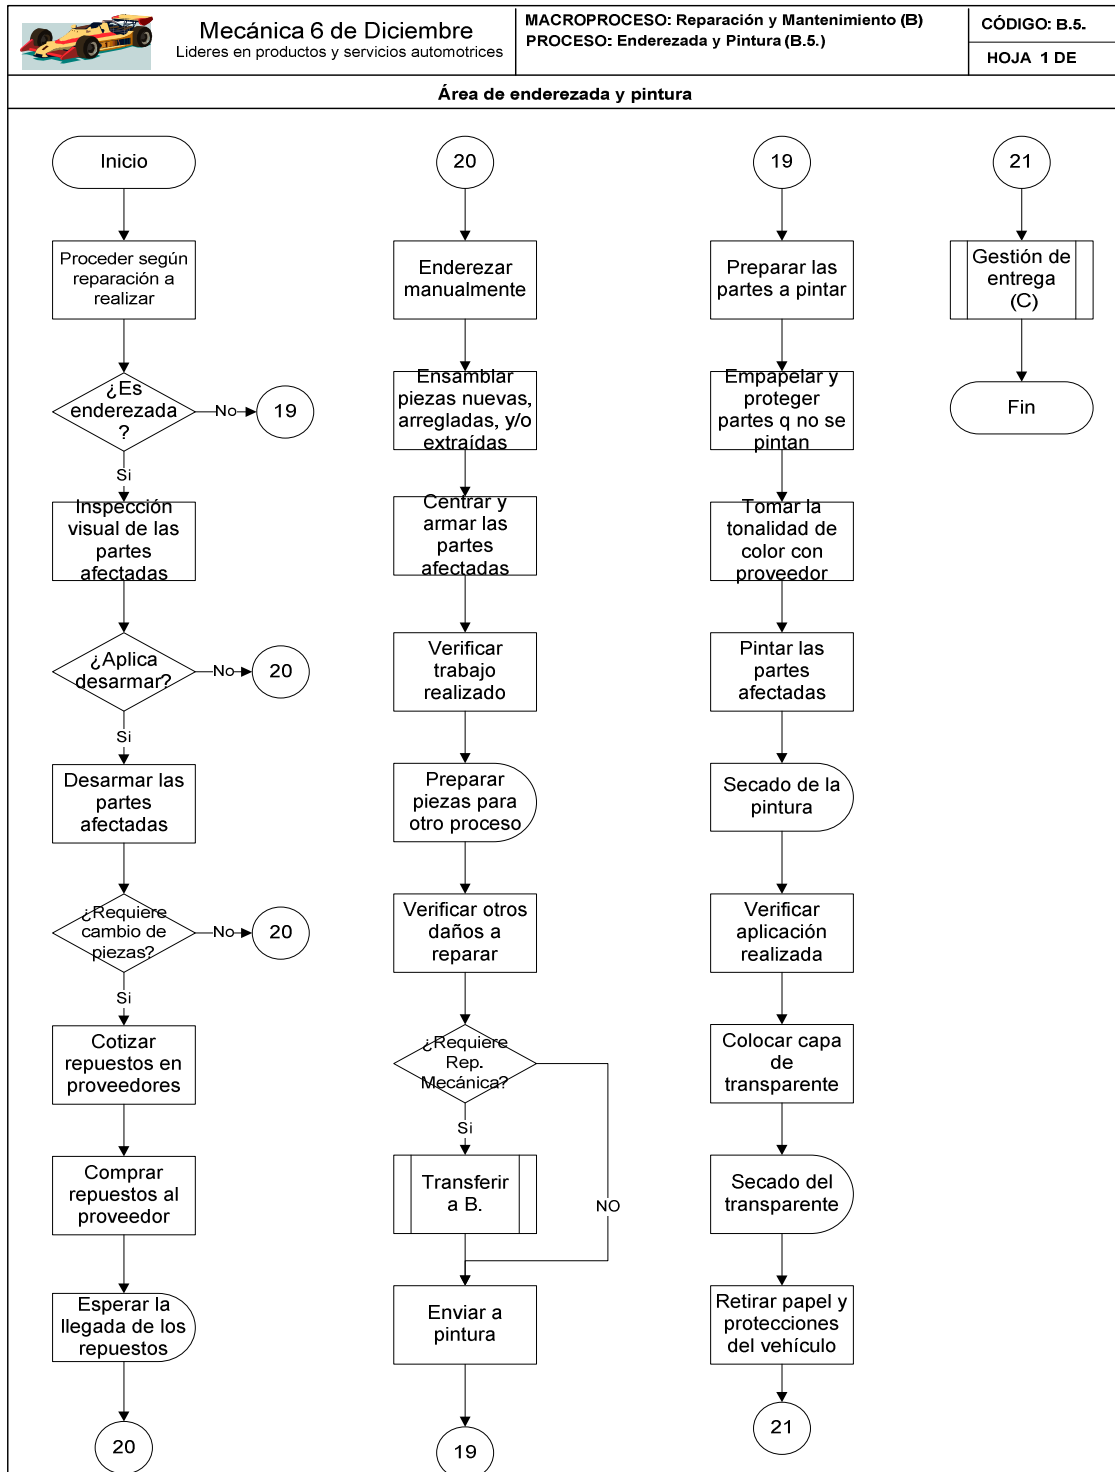 Mecánica 6 de Diciembre
Lideres en productos y servicios automotrices
MACROPROCESO: Reparación y Mantenimiento (B)
PROCESO: Enderezada y Pintura (B.5.)
CÓDIGO: B.5.
HOJA 1 DE
Área de enderezada y pintura
Inicio
Proceder según
reparación a
realizar
¿Es
enderezada
?
No
19
Si
Inspección
visual de las
partes
afectadas
¿Aplica
desarmar?
No
20
Si
Desarmar las
partes
afectadas
¿Requiere
cambio de
piezas?
No
20
Si
Cotizar
repuestos en
proveedores
Comprar
repuestos al
proveedor
Esperar la
llegada de los
repuestos
20
20
Enderezar
manualmente
Ensamblar
piezas nuevas,
arregladas, y/o
extraídas
Centrar y
armar las
partes
afectadas
Verificar
trabajo
realizado
Preparar
piezas para
otro proceso
Verificar otros
daños a
reparar
¿Requiere
Rep.
Mecánica?
Si
NO
Transferir
a B.
Enviar a
pintura
19
19
Preparar las
partes a pintar
Empapelar y
proteger
partes q no se
pintan
Tomar la
tonalidad de
color con
proveedor
Pintar las
partes
afectadas
Secado de la
pintura
Verificar
aplicación
realizada
Colocar capa
de
transparente
Secado del
transparente
Retirar papel y
protecciones
del vehículo
21
21
Gestión de
entrega
(C)
Fin